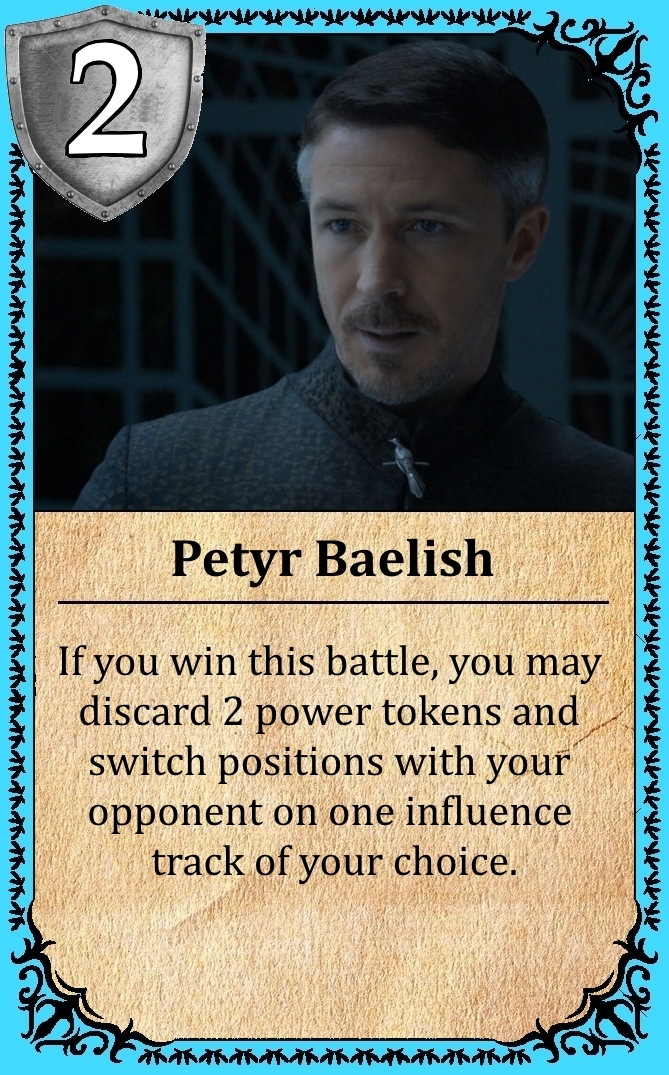 2
Petyr Baelish
If you win this battle, you may
discard 2 power tokens and
switch positions with your
opponent on one influence
track of your choice.